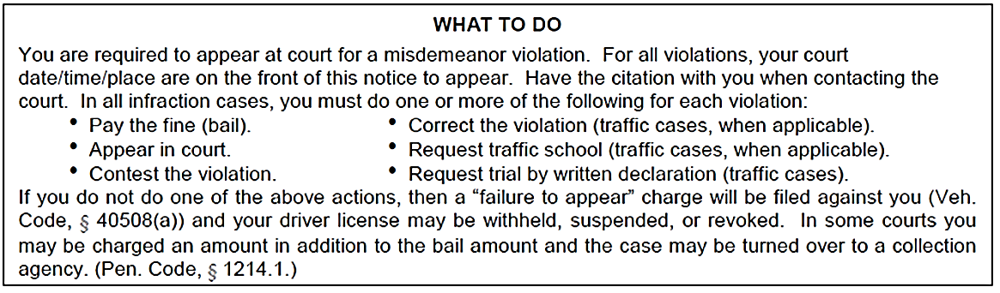 WHAT TO DO
You are required to appear at court for a misdemeanor violation.  For all violations, your court
date/time/place are on the front of this notice to appear.  Have the citation with you when contacting the
court.  In all infraction cases, you must do one or more of the following for each violation:
• Pay the fine (bail). • Correct the violation (traffic cases, when applicable).
• Appear in court. • Request traffic school (traffic cases, when applicable).
• Contest the violation. • Request trial by written declaration (traffic cases).
If you do not do one of the above actions, then a “failure to appear” charge will be filed against you (Veh.
Code, § 40508(a)) and your driver license may be withheld, suspended, or revoked.  In some courts you
may be charged an amount in addition to the bail amount and the case may be turned over to a collection
agency. (Pen. Code, § 1214.1.)